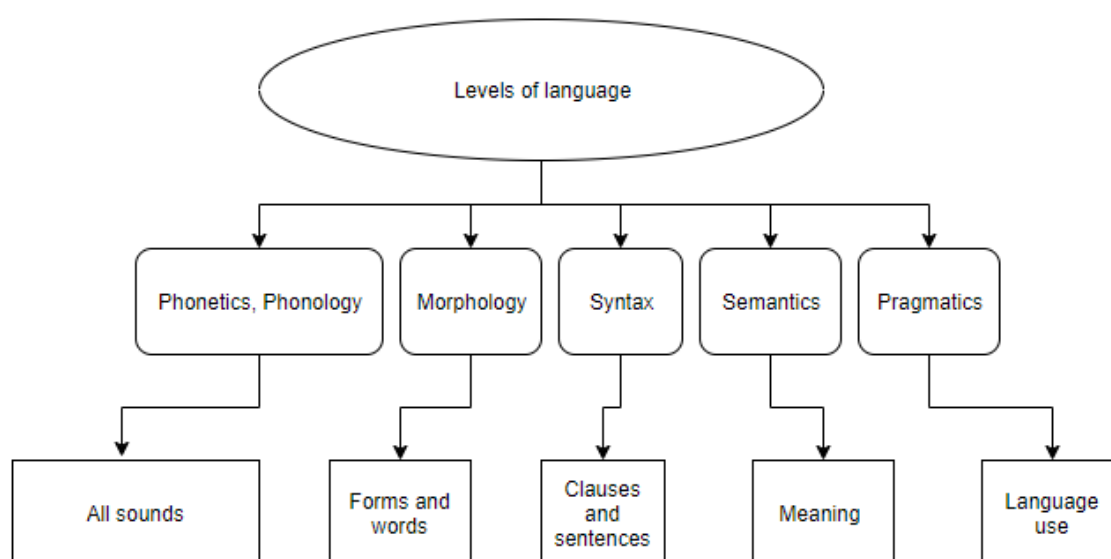 Levels of language
Phonetics, Phonology
Morphology
Syntax
Semantics
Pragmatics
All sounds
Forms and
words
Clauses
and
sentences
Meaning
Language
use